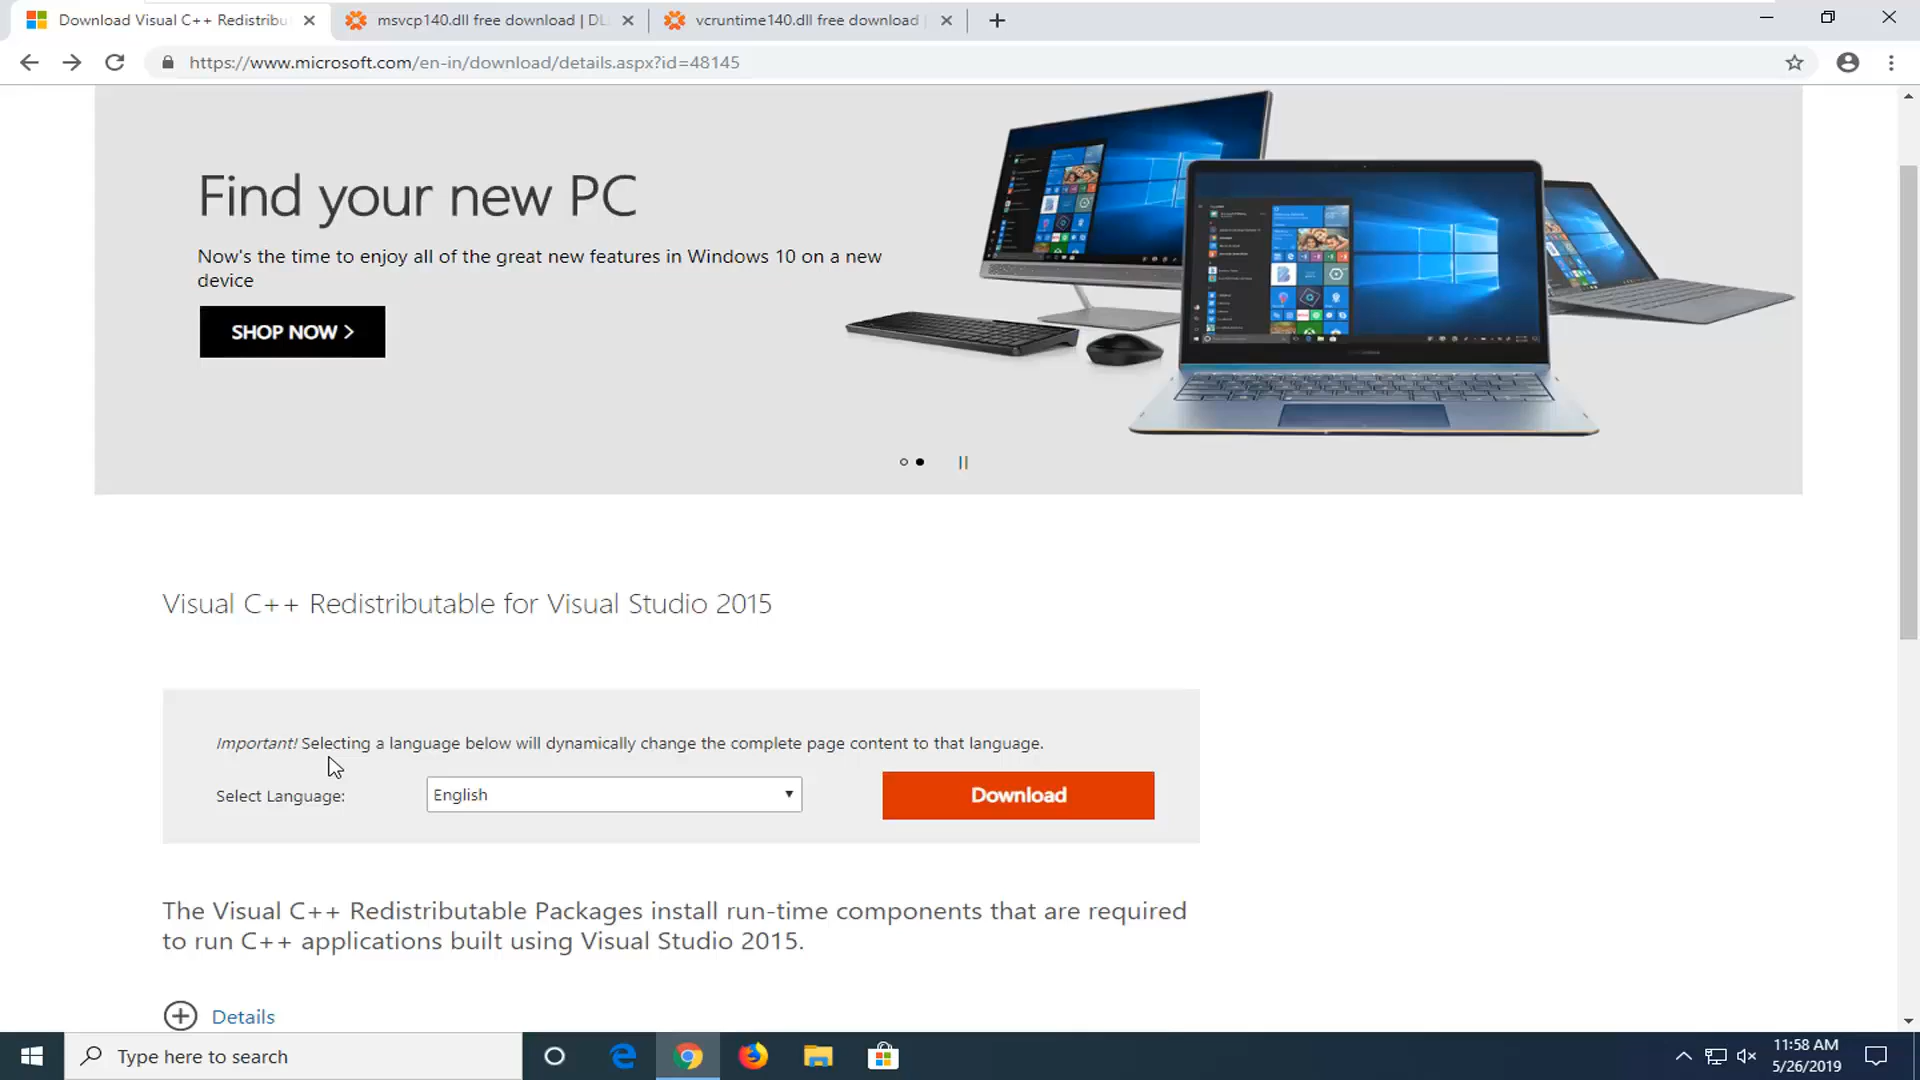 Download Visual C++ Redistribu
msvcp140.dll free download | DL
vcruntime140.dll free download |
https://www.microsoft.com/en-in/download/details.aspx?id=48145
Find your new PC
Now's the time to enjoy all of the great new features in Windows 10 on a new
device
SHOP NOW >
Visual C++ Redistributable for Visual Studio 2015
Important! Selecting a language below will dynamically change the complete page content to that language.
Select Language:
English
Download
The Visual C++ Redistributable Packages install run-time components that are required
to run C++ applications built using Visual Studio 2015.
Details
Type here to search
11:58 AM
5/26/2019